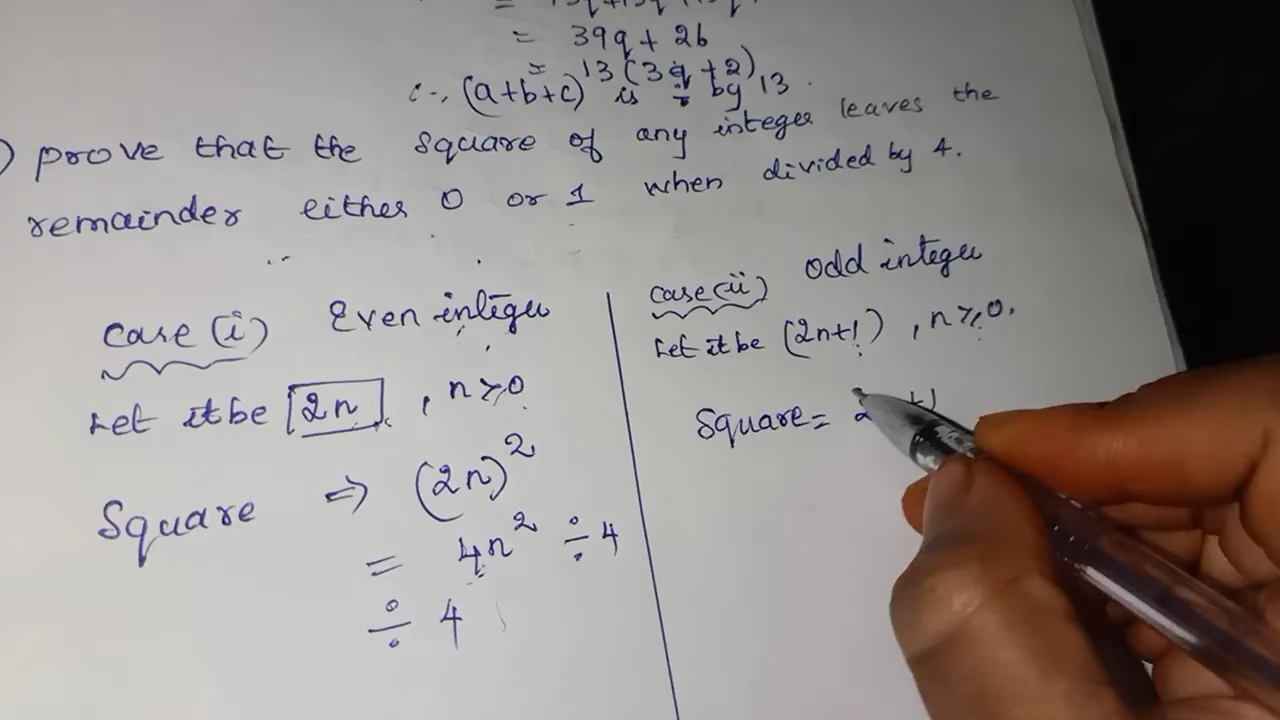 = 39q + 26
= 13(3q+2)
∴ (a+b+c) is ÷ by 13.
) prove that the square of any integer leaves the
remainder either 0 or 1 when divided by 4.
case (i) Even integer
Let it be 2n, n ≥ 0
Square ⇒ (2n)²
= 4n² ÷ 4
÷ 4
case (ii) Odd integer
Let it be (2n+1), n ≥ 0.
Square = 2 +1